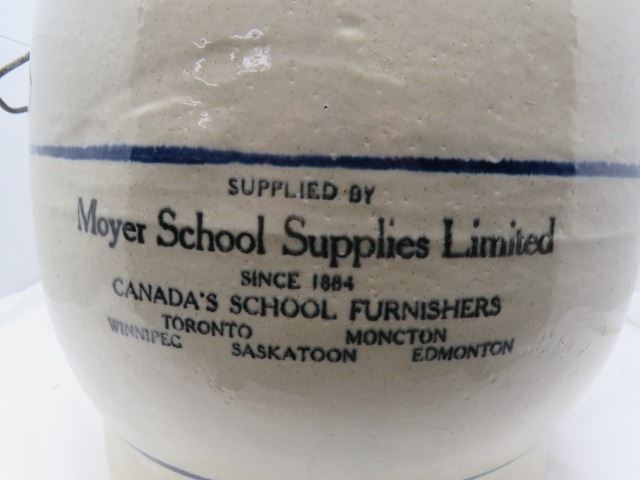 SUPPLIED BY
Moyer School Supplies Limited
SINCE 1884
CANADA'S SCHOOL FURNISHERS
TORONTO MONCTON
WINNIPEG SASKATOON EDMONTON